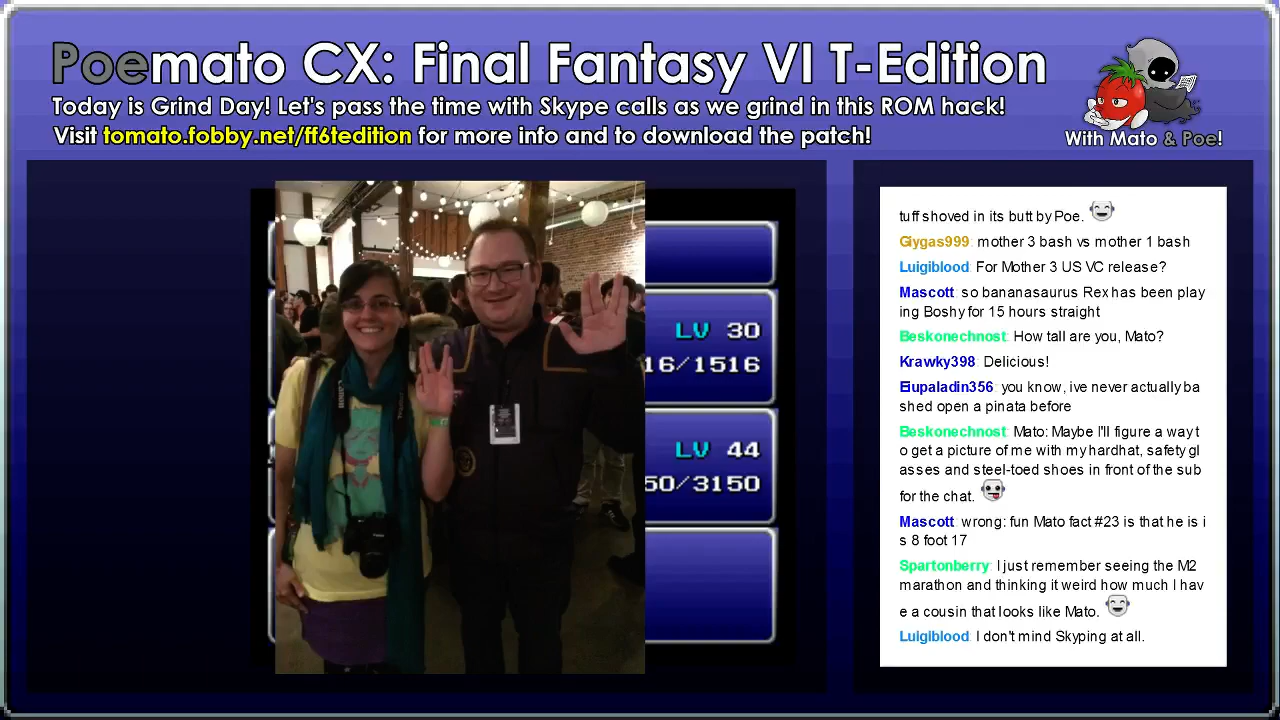 Poemato CX: Final Fantasy VI T-Edition
Today is Grind Day! Let's pass the time with Skype calls as we grind in this ROM hack!
Visit tomato.fobby.net/ff6tedition for more info and to download the patch!
With Mato & Poe!
LV 30
16/1516
LV 44
50/3150
tuff shoved in its butt by Poe.
Giygas999: mother 3 bash vs mother 1 bash
Luigiblood: For Mother 3 US VC release?
Mascott: so bananasaurus Rex has been play
ing Boshy for 15 hours straight
Beskonechnost: How tall are you, Mato?
Krawky398: Delicious!
Elupaladin356: you know, ive never actually ba
shed open a pinata before
Beskonechnost: Mato: Maybe I'll figure a way t
o get a picture of me with my hardhat, safety gl
asses and steel-toed shoes in front of the sub
for the chat.
Mascott: wrong: fun Mato fact #23 is that he is i
s 8 foot 17
Spartonberry: I just remember seeing the M2
marathon and thinking it weird how much I hav
e a cousin that looks like Mato.
Luigiblood: I don't mind Skyping at all.